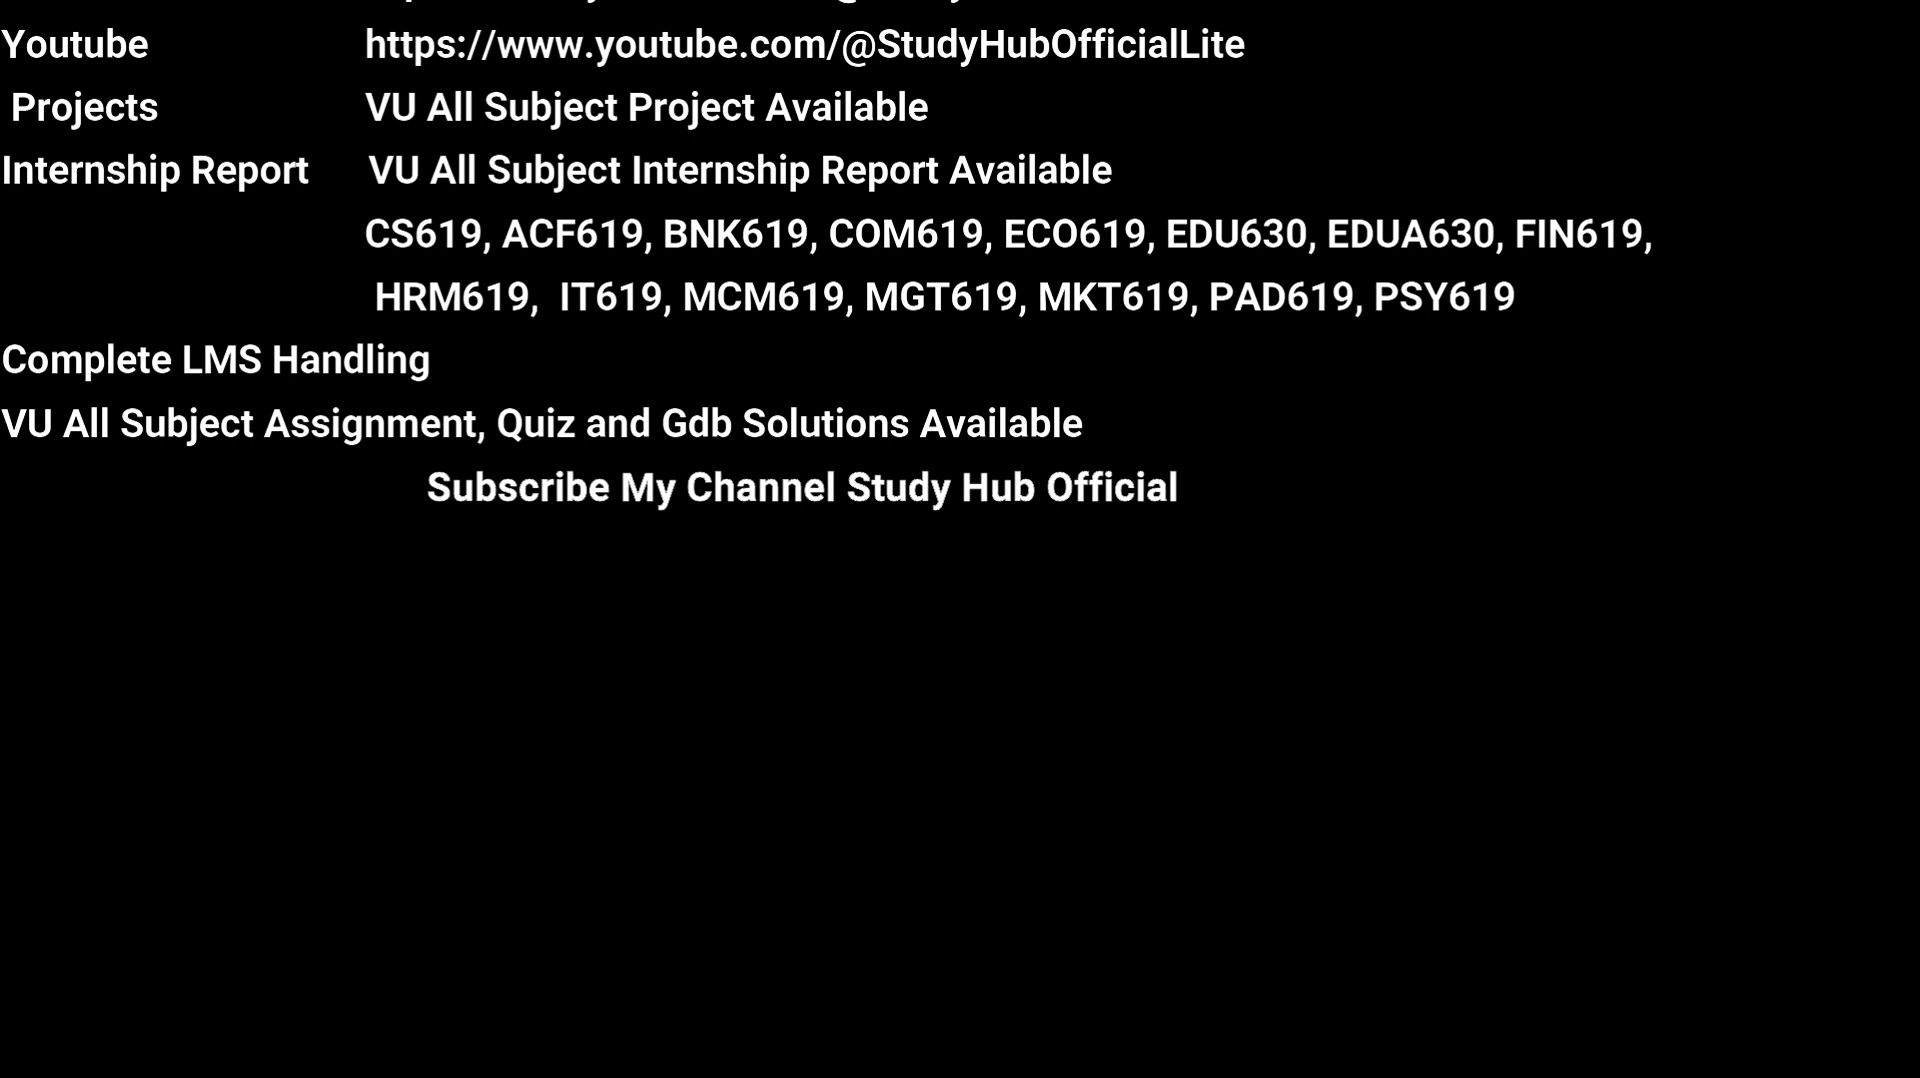 Youtube https://www.youtube.com/@StudyHubOfficialLite
Projects VU All Subject Project Available
Internship Report VU All Subject Internship Report Available
CS619, ACF619, BNK619, COM619, ECO619, EDU630, EDUA630, FIN619,
HRM619, IT619, MCM619, MGT619, MKT619, PAD619, PSY619
Complete LMS Handling
VU All Subject Assignment, Quiz and Gdb Solutions Available
Subscribe My Channel Study Hub Official